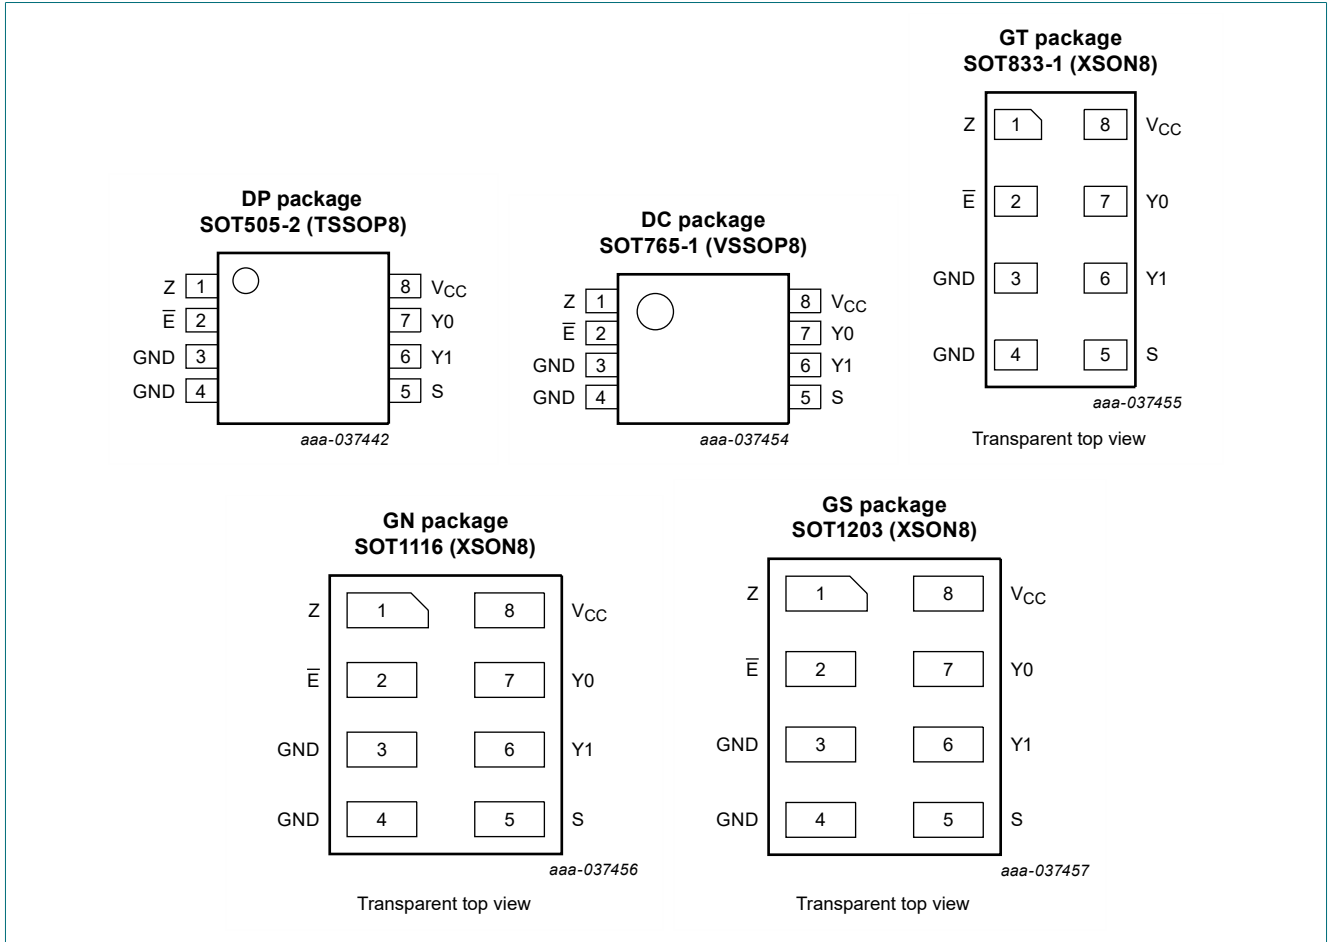 DP package
SOT505-2 (TSSOP8)
Z 1 8 VCC
E̅ 2 7 Y0
GND 3 6 Y1
GND 4 5 S
aaa-037442
DC package
SOT765-1 (VSSOP8)
Z 1 8 VCC
E̅ 2 7 Y0
GND 3 6 Y1
GND 4 5 S
aaa-037454
GT package
SOT833-1 (XSON8)
Z 1 8 VCC
E̅ 2 7 Y0
GND 3 6 Y1
GND 4 5 S
aaa-037455
Transparent top view
GN package
SOT1116 (XSON8)
Z 1 8 VCC
E̅ 2 7 Y0
GND 3 6 Y1
GND 4 5 S
aaa-037456
Transparent top view
GS package
SOT1203 (XSON8)
Z 1 8 VCC
E̅ 2 7 Y0
GND 3 6 Y1
GND 4 5 S
aaa-037457
Transparent top view